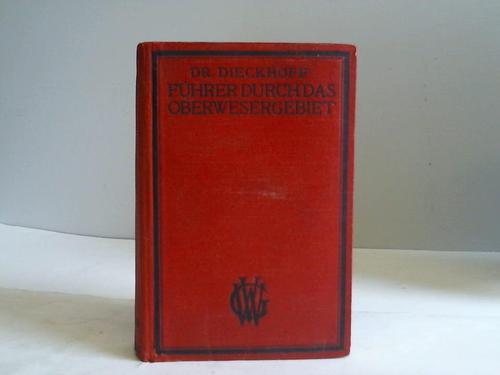 DR. DIECKHOFF
FÜHRER DURCH DAS
OBERWESERGEBIET